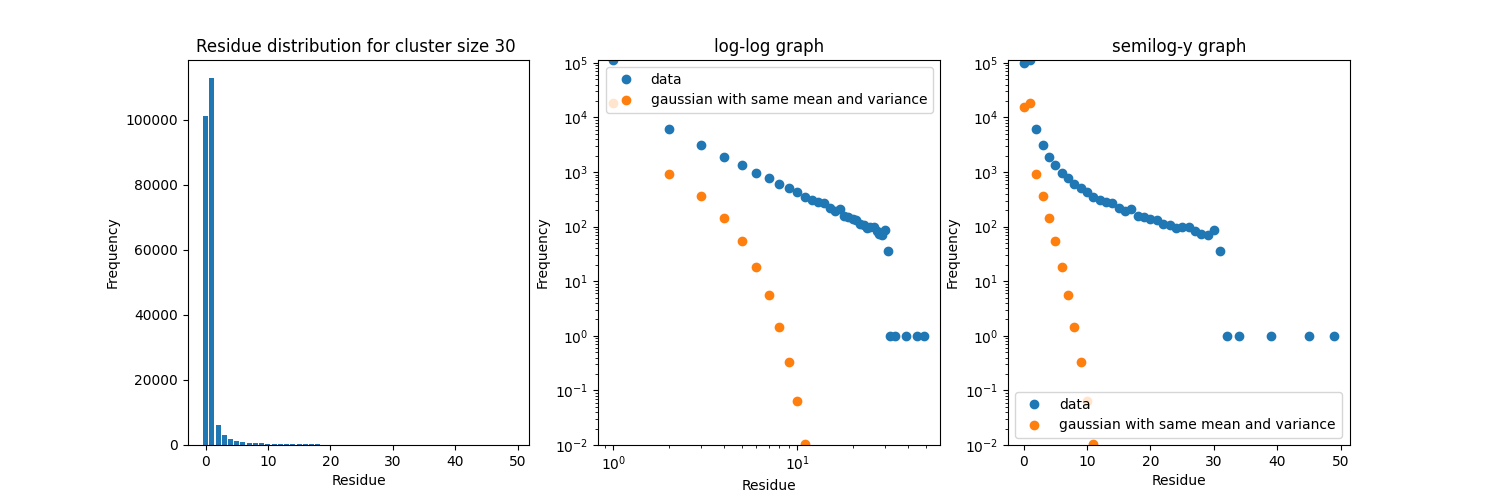 Residue distribution for cluster size 30
Frequency
100000
80000
60000
40000
20000
0
0 10 20 30 40 50
Residue
log-log graph
data
gaussian with same mean and variance
Frequency
10^5
10^4
10^3
10^2
10^1
10^0
10^-1
10^-2
10^0 10^1
Residue
semilog-y graph
Frequency
10^5
10^4
10^3
10^2
10^1
10^0
10^-1
10^-2
data
gaussian with same mean and variance
0 10 20 30 40 50
Residue